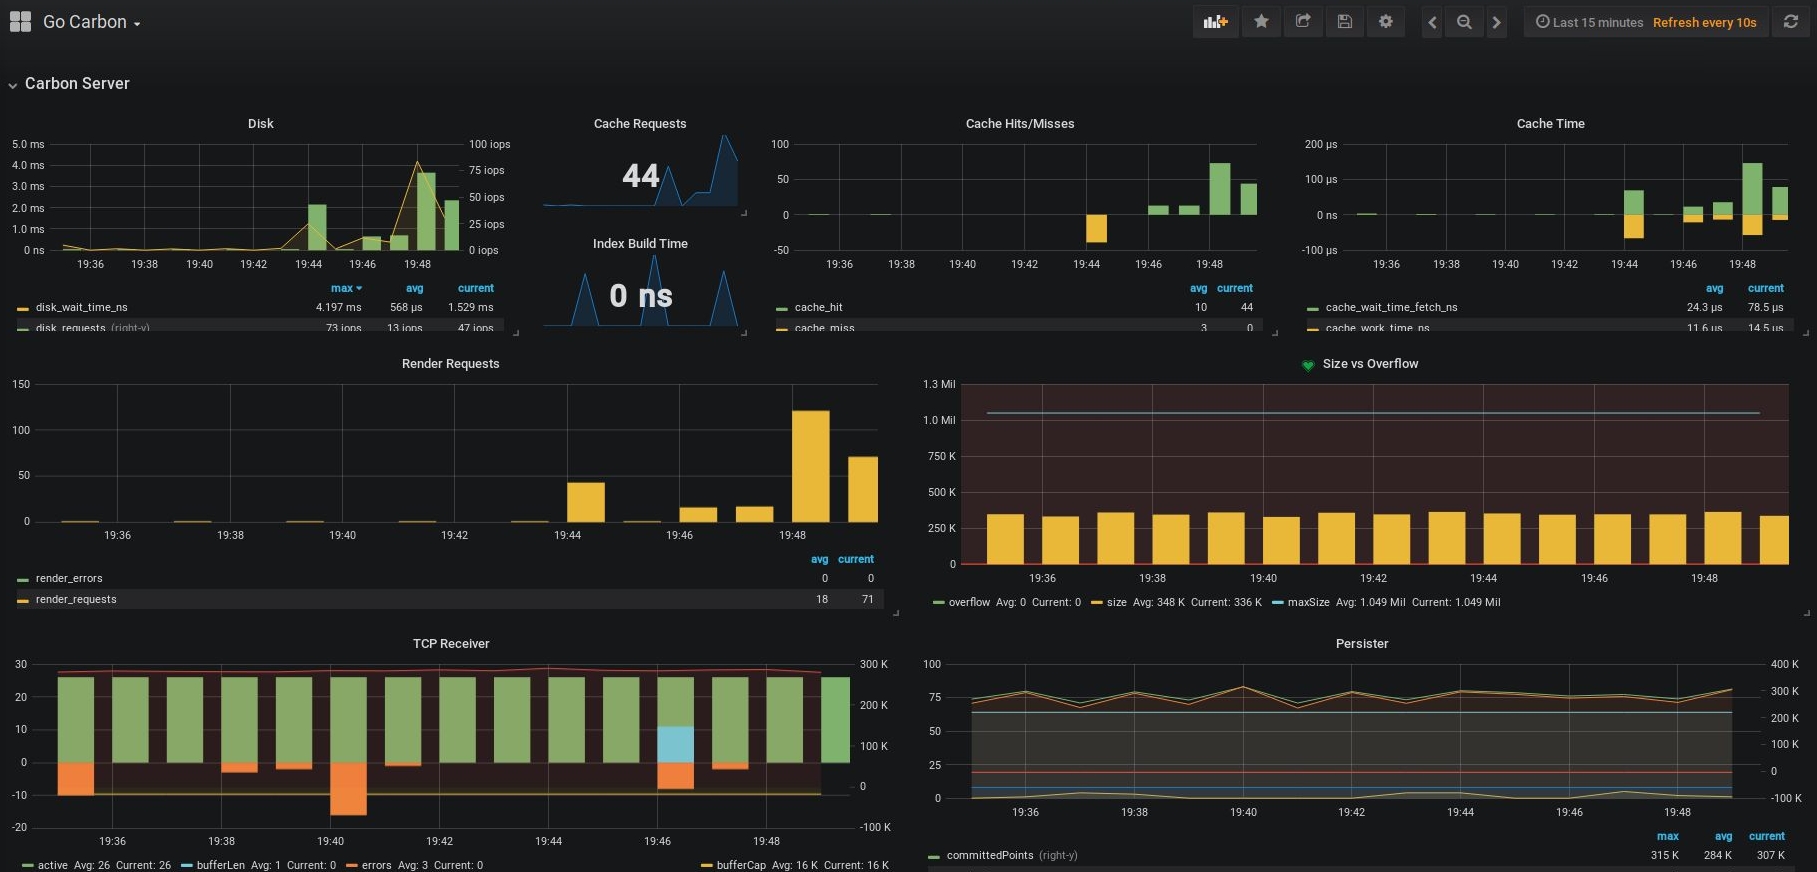 Go Carbon
Last 15 minutes Refresh every 10s
Carbon Server
Disk
5.0 ms
4.0 ms
3.0 ms
2.0 ms
1.0 ms
0 ns
100 iops
75 iops
50 iops
25 iops
0 iops
19:36 19:38 19:40 19:42 19:44 19:46 19:48
max avg current
disk_wait_time_ns 4.197 ms 568 µs 1.529 ms
disk_requests (right-y) 73 iops 13 iops 47 iops
Cache Requests
44
Index Build Time
0 ns
Cache Hits/Misses
100
50
0
-50
19:36 19:38 19:40 19:42 19:44 19:46 19:48
avg current
cache_hit 10 44
cache_miss 3 0
Cache Time
200 µs
100 µs
0 ns
-100 µs
19:36 19:38 19:40 19:42 19:44 19:46 19:48
avg current
cache_wait_time_fetch_ns 24.3 µs 78.5 µs
cache_work_time_ns 11.6 µs 14.5 µs
Render Requests
150
100
50
0
19:36 19:38 19:40 19:42 19:44 19:46 19:48
avg current
render_errors 0 0
render_requests 18 71
Size vs Overflow
1.3 Mil
1.0 Mil
750 K
500 K
250 K
0
19:36 19:38 19:40 19:42 19:44 19:46 19:48
overflow Avg: 0 Current: 0 size Avg: 348 K Current: 336 K maxSize Avg: 1.049 Mil Current: 1.049 Mil
TCP Receiver
30
20
10
0
-10
-20
300 K
200 K
100 K
0
-100 K
19:36 19:38 19:40 19:42 19:44 19:46 19:48
active Avg: 26 Current: 26 bufferLen Avg: 1 Current: 0 errors Avg: 3 Current: 0 bufferCap Avg: 16 K Current: 16 K
Persister
100
75
50
25
0
400 K
300 K
200 K
100 K
0
-100 K
19:36 19:38 19:40 19:42 19:44 19:46 19:48
max avg current
committedPoints (right-y) 315 K 284 K 307 K